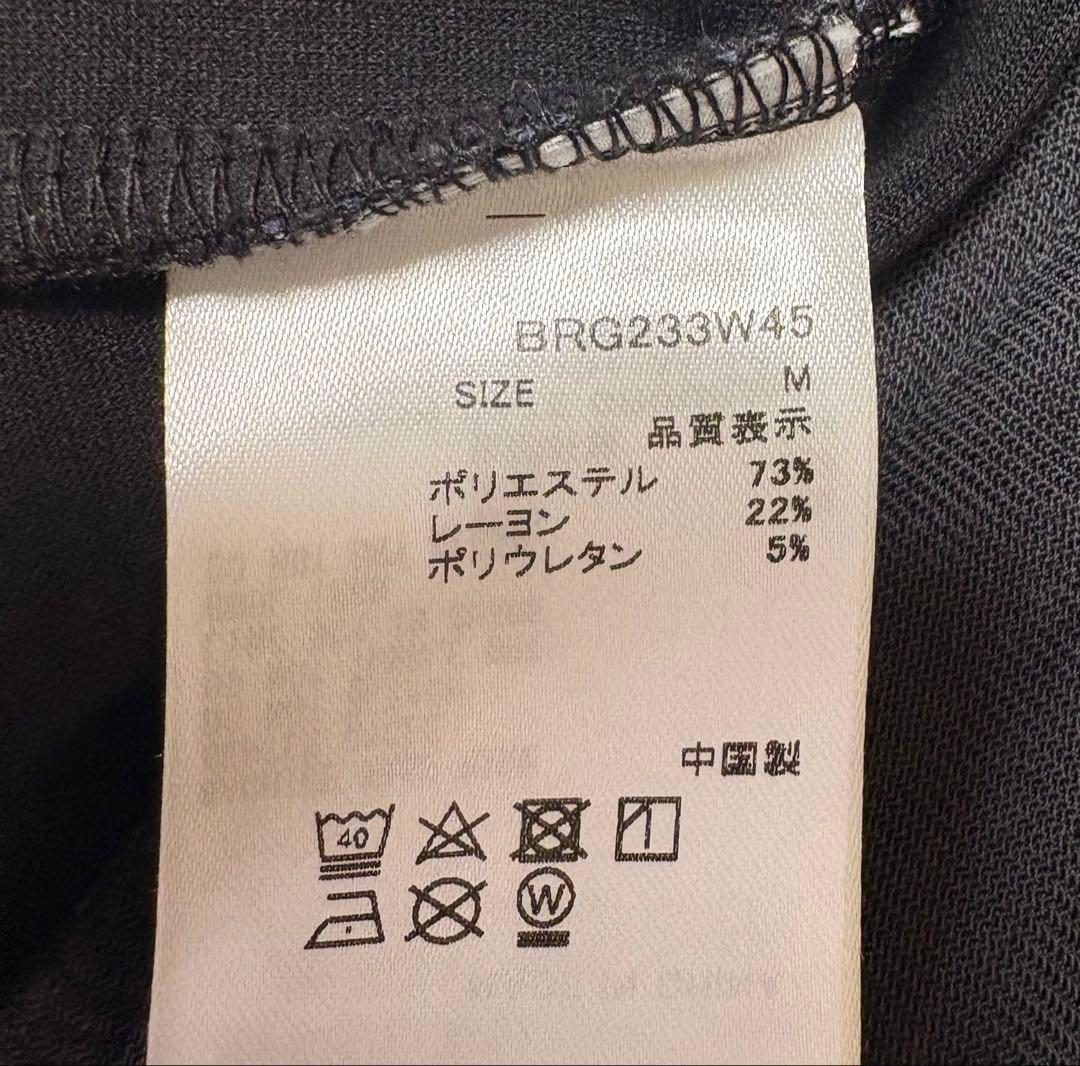 BRG233W45
SIZE M
品質表示
ポリエステル 73%
レーヨン 22%
ポリウレタン 5%
中国製
40
W